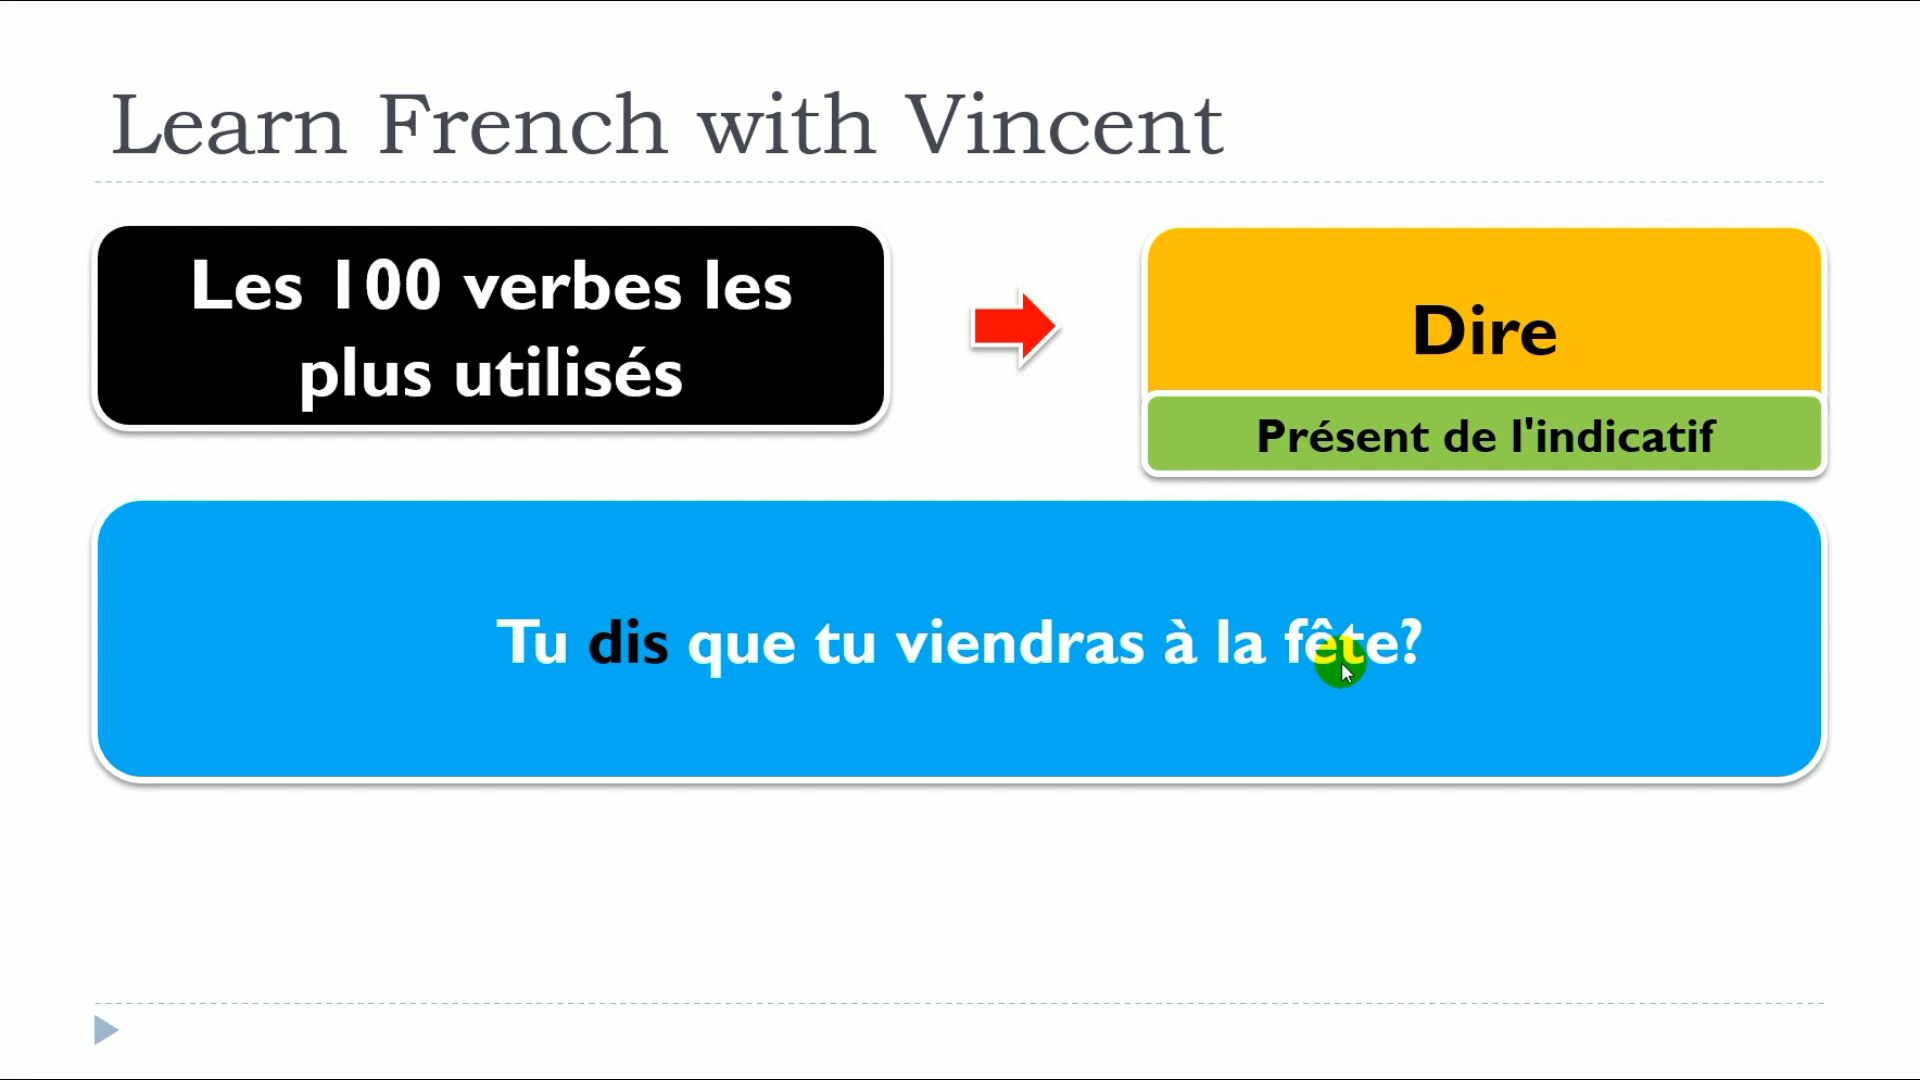 Learn French with Vincent
Les 100 verbes les
plus utilisés
Dire
Présent de l'indicatif
Tu dis que tu viendras à la fête?